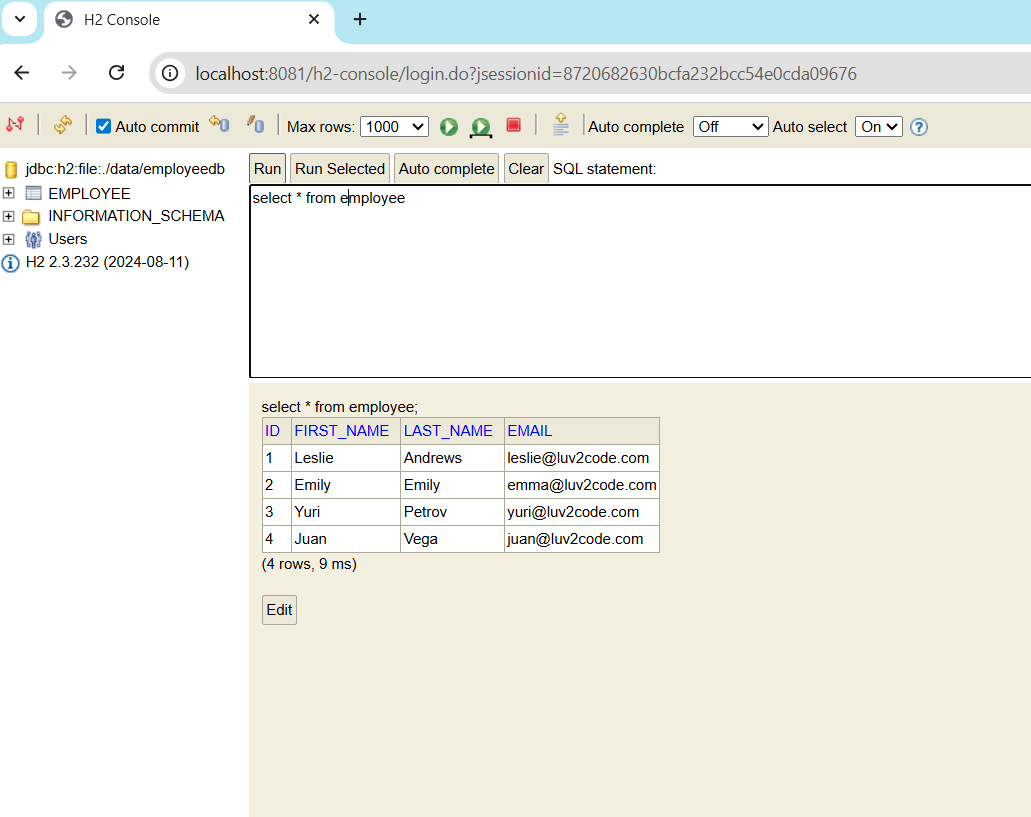 H2 Console
localhost:8081/h2-console/login.do?jsessionid=8720682630bcfa232bcc54e0cda09676
Auto commit Max rows: 1000 Auto complete Off Auto select On ?
jdbc:h2:file:./data/employeedb
EMPLOYEE
INFORMATION_SCHEMA
Users
H2 2.3.232 (2024-08-11)
Run Run Selected Auto complete Clear SQL statement:
select * from employee
select * from employee;
ID FIRST_NAME LAST_NAME EMAIL
1 Leslie Andrews leslie@luv2code.com
2 Emily Emily emma@luv2code.com
3 Yuri Petrov yuri@luv2code.com
4 Juan Vega juan@luv2code.com
(4 rows, 9 ms)
Edit